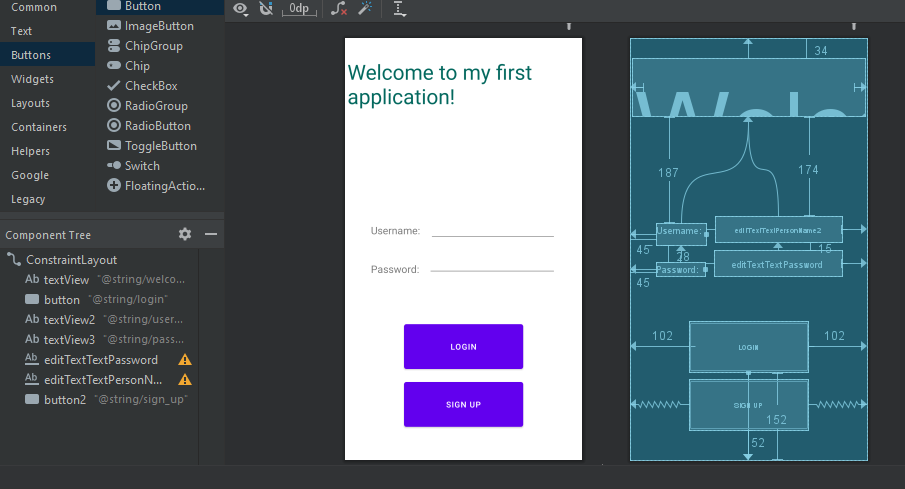 Common
Text
Buttons
Widgets
Layouts
Containers
Helpers
Google
Legacy
Button
ImageButton
ChipGroup
Chip
CheckBox
RadioGroup
RadioButton
ToggleButton
Switch
FloatingActio...
Component Tree
ConstraintLayout
Ab textView "@string/welco...
button "@string/login"
Ab textView2 "@string/user...
Ab textView3 "@string/pass...
Ab editTextTextPassword
Ab editTextTextPersonN...
button2 "@string/sign_up"
0dp
Welcome to my first
application!
Username:
Password:
LOGIN
SIGN UP
34
187
174
Username:
editTextTextPersonName2
45
28
15
Password:
editTextTextPassword
45
102
LOGIN
102
SIGN UP
152
52